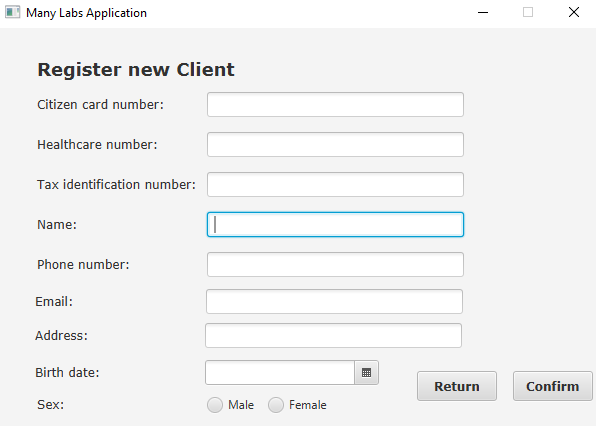 Many Labs Application
Register new Client
Citizen card number:
Healthcare number:
Tax identification number:
Name:
Phone number:
Email:
Address:
Birth date:
Return Confirm
Sex: Male Female